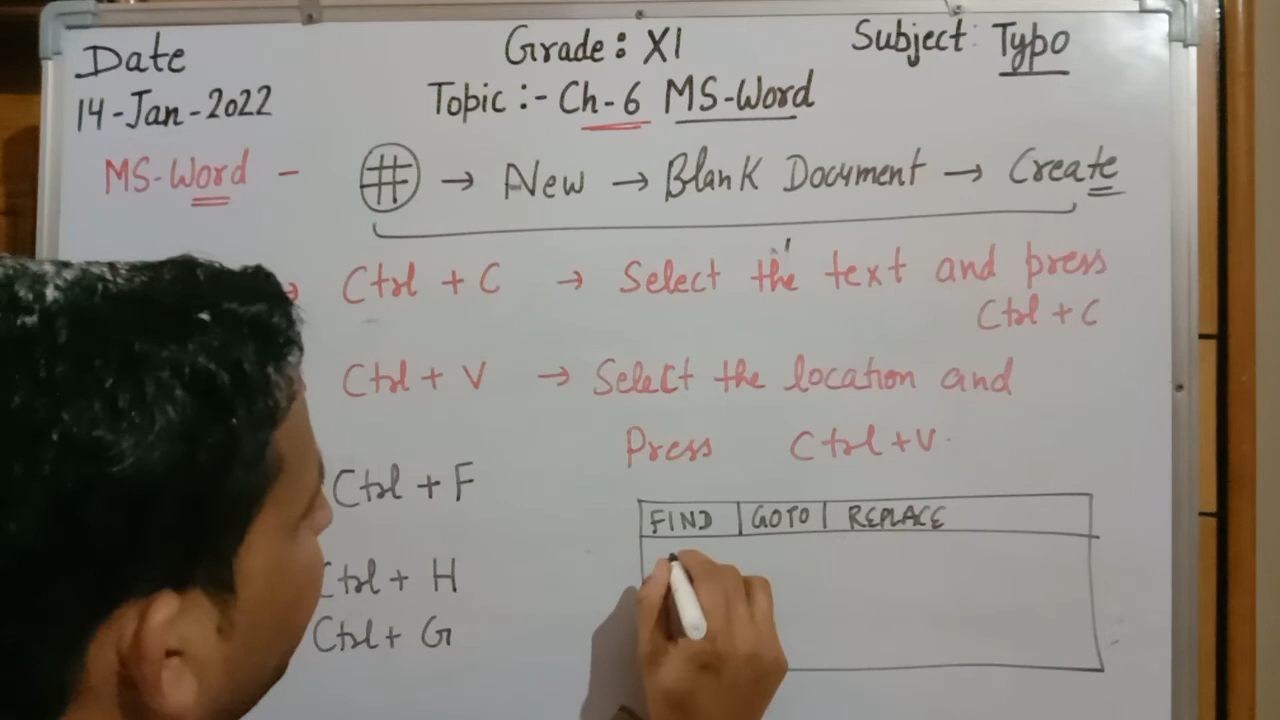 Date
14-Jan-2022
Grade: XI
Subject: Typo
Topic :- Ch-6 MS-Word
MS-Word - # → New → Blank Document → Create
Ctrl + C → Select the text and press
Ctrl + C
Ctrl + V → Select the location and
Press Ctrl + V.
Ctrl + F
FIND GOTO REPLACE
Ctrl + H
Ctrl + G